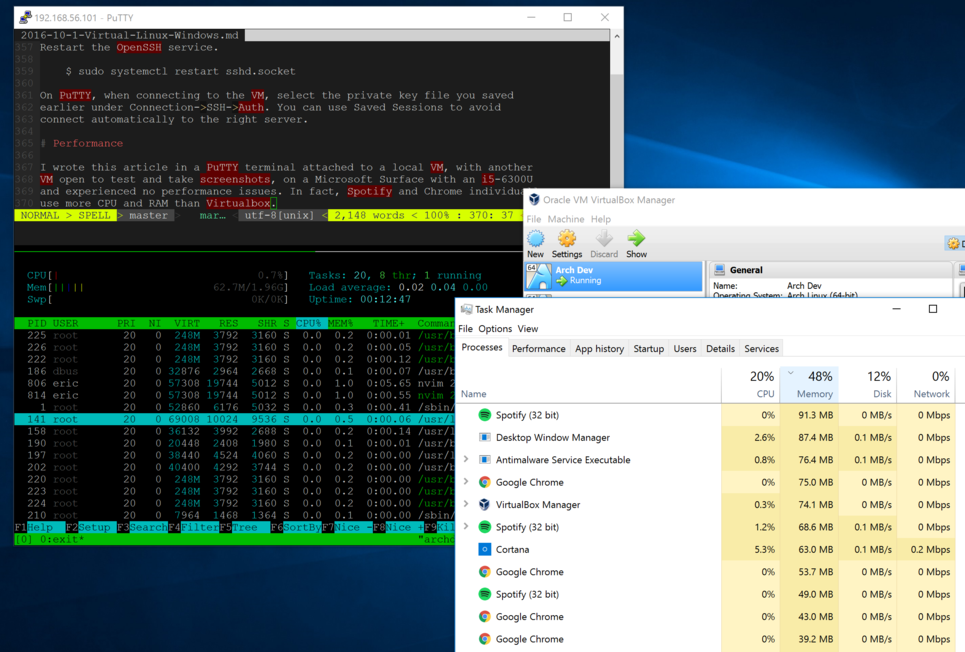 192.168.56.101 - PuTTY
2016-10-1-Virtual-Linux-Windows.md
357 Restart the OpenSSH service.
358
359 $ sudo systemctl restart sshd.socket
360
361 On PuTTY, when connecting to the VM, select the private key file you saved
362 earlier under Connection->SSH->Auth. You can use Saved Sessions to avoid
363 connect automatically to the right server.
364
365 # Performance
366
367 I wrote this article in a PuTTY terminal attached to a local VM, with another
368 VM open to test and take screenshots, on a Microsoft Surface with an i5-6300U
369 and experienced no performance issues. In fact, Spotify and Chrome individua
370 use more CPU and RAM than Virtualbox.
NORMAL > SPELL > master > mar… < utf-8[unix] < 2,148 words < 100% : 370: 37
CPU[| 0.7%] Tasks: 20, 8 thr; 1 running
Mem[||||| 62.7M/1.96G] Load average: 0.02 0.04 0.00
Swp[ 0K/0K] Uptime: 00:12:47
PID USER PRI NI VIRT RES SHR S CPU% MEM% TIME+ Comman
225 root 20 0 248M 3792 3160 S 0.0 0.2 0:00.01 /usr/b
226 root 20 0 248M 3792 3160 S 0.0 0.2 0:00.05 /usr/b
222 root 20 0 248M 3792 3160 S 0.0 0.2 0:00.12 /usr/b
186 dbus 20 0 32876 2964 2668 S 0.0 0.1 0:00.07 /usr/b
806 eric 20 0 57308 19744 5012 S 0.0 1.0 0:05.65 nvim 2
814 eric 20 0 57308 19744 5012 S 0.0 1.0 0:00.55 nvim 2
1 root 20 0 52860 6176 5032 S 0.0 0.3 0:00.41 /sbin/
141 root 20 0 69008 10024 9536 S 0.0 0.5 0:00.06 /usr/l
158 root 20 0 36132 3992 2688 S 0.0 0.2 0:00.14 /usr/l
190 root 20 0 20448 2408 1980 S 0.0 0.1 0:00.01 /usr/b
197 root 20 0 38440 4524 4060 S 0.0 0.2 0:00.01 /usr/l
202 root 20 0 40400 4292 3744 S 0.0 0.2 0:00.01 /usr/l
220 root 20 0 248M 3792 3160 S 0.0 0.2 0:00.00 /usr/b
223 root 20 0 248M 3792 3160 S 0.0 0.2 0:00.00 /usr/b
224 root 20 0 248M 3792 3160 S 0.0 0.2 0:00.00 /usr/b
210 root 20 0 7964 1468 1364 S 0.0 0.1 0:00.00 /sbin/
F1Help F2Setup F3SearchF4FilterF5Tree F6SortByF7Nice -F8Nice +F9Kil
[0] 0:exit* "archd
Oracle VM VirtualBox Manager
File Machine Help
New Settings Discard Show
64 Arch Dev
Running
General
Name: Arch Dev
Operating System: Arch Linux (64-bit)
Task Manager
File Options View
Processes Performance App history Startup Users Details Services
20% 48% 12% 0%
Name CPU Memory Disk Network
Spotify (32 bit) 0% 91.3 MB 0 MB/s 0 Mbps
Desktop Window Manager 2.6% 87.4 MB 0.1 MB/s 0 Mbps
Antimalware Service Executable 0.8% 76.4 MB 0.1 MB/s 0 Mbps
Google Chrome 0% 75.0 MB 0 MB/s 0 Mbps
VirtualBox Manager 0.3% 74.1 MB 0 MB/s 0 Mbps
Spotify (32 bit) 1.2% 68.6 MB 0.1 MB/s 0 Mbps
Cortana 5.3% 63.0 MB 0.1 MB/s 0.2 Mbps
Google Chrome 0% 53.7 MB 0 MB/s 0 Mbps
Spotify (32 bit) 0% 49.0 MB 0 MB/s 0 Mbps
Google Chrome 0% 43.0 MB 0 MB/s 0 Mbps
Google Chrome 0% 39.2 MB 0 MB/s 0 Mbps